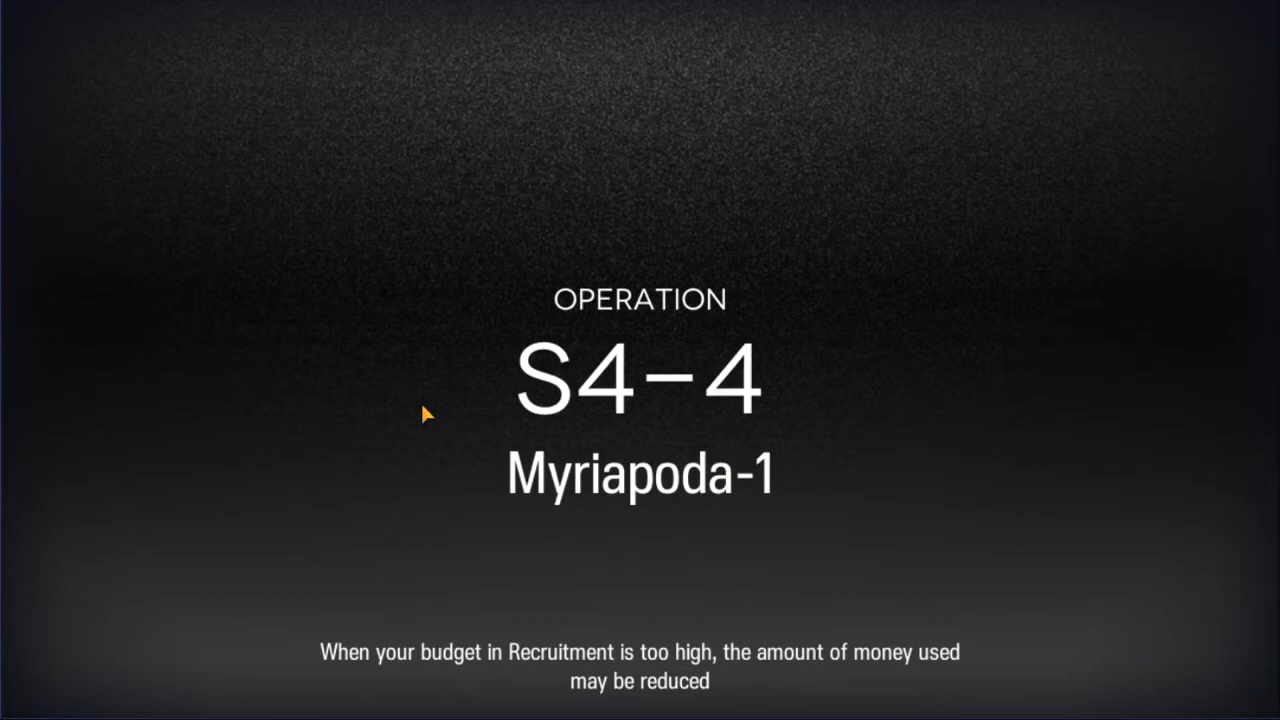 OPERATION
S4-4
Myriapoda-1
When your budget in Recruitment is too high, the amount of money used
may be reduced